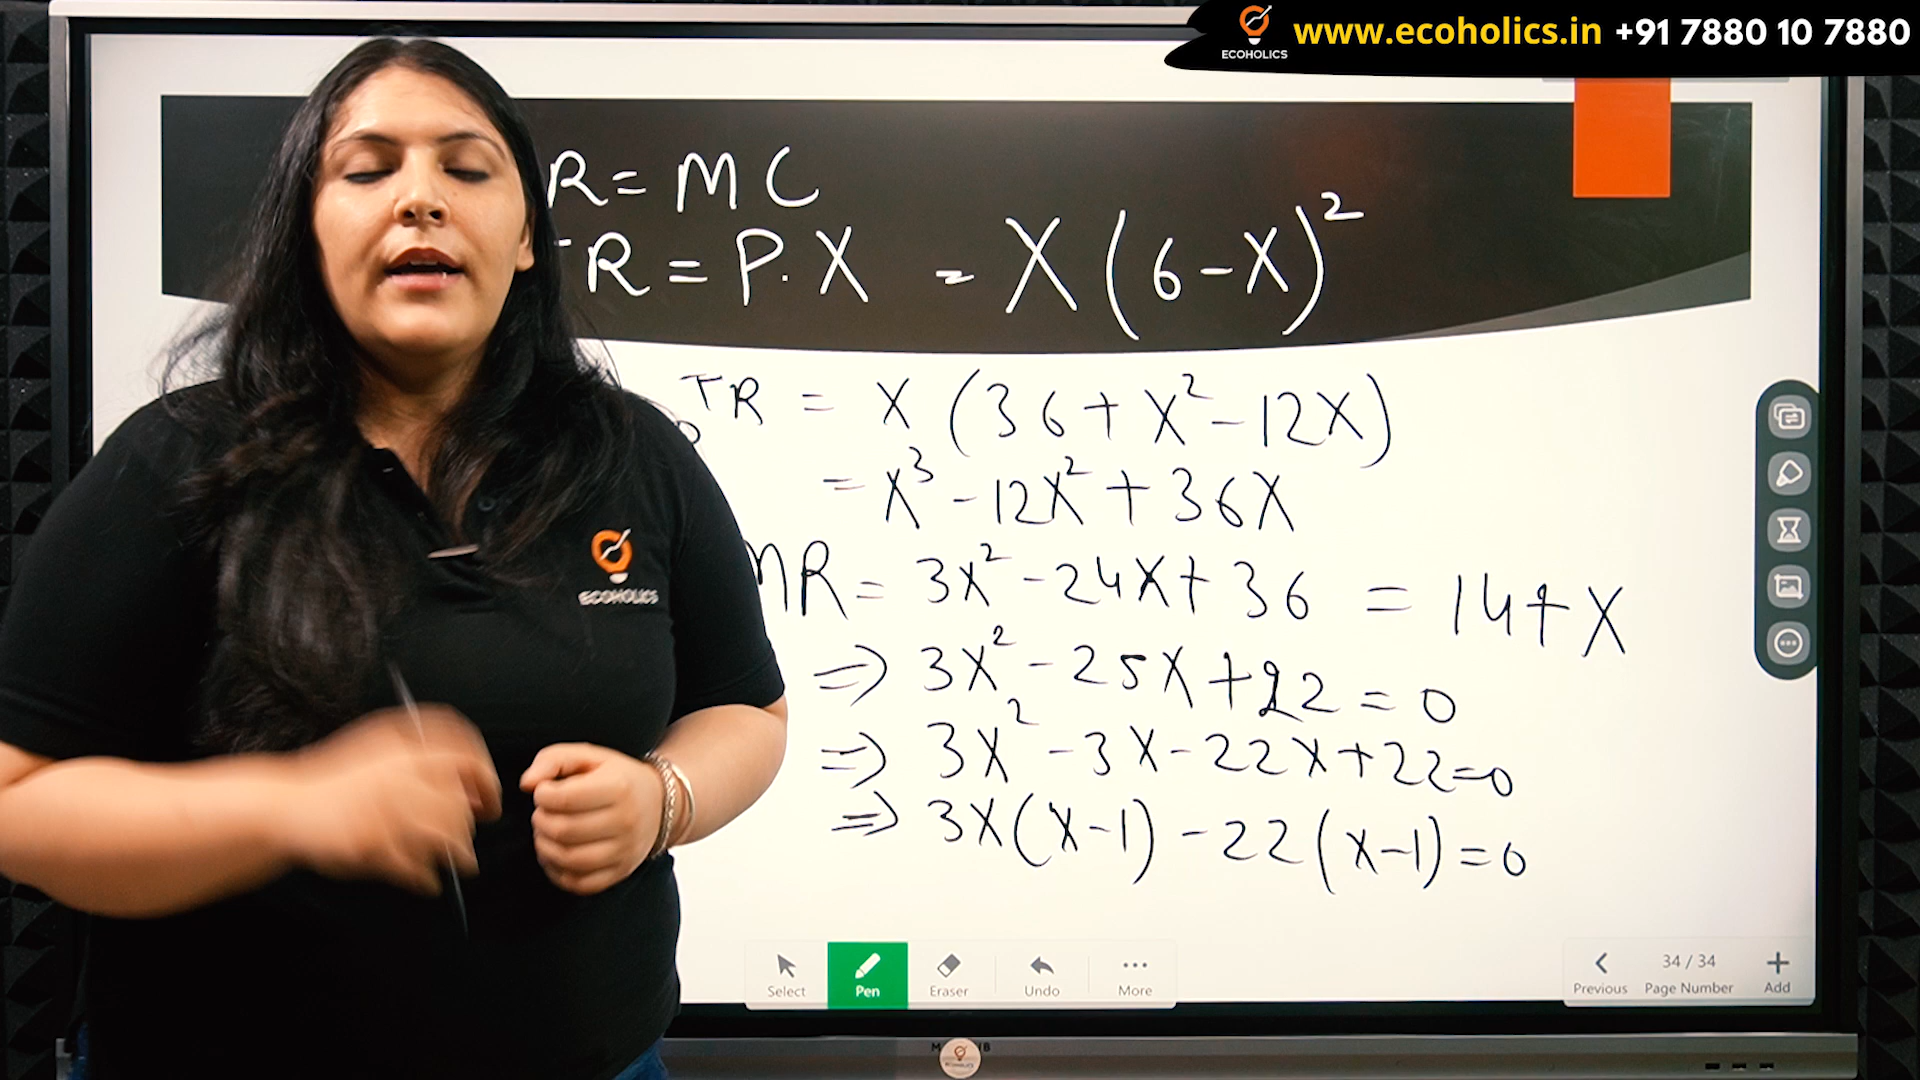 www.ecoholics.in +91 7880 10 7880
ECOHOLICS
R = MC
TR = P.X = X(6-X)²
TR = X(36+X²-12X)
= X³-12X²+36X
MR = 3X²-24X+36 = 14+X
⇒ 3X²-25X+22=0
⇒ 3X²-3X-22X+22=0
⇒ 3X(X-1)-22(X-1)=0
ECOHOLICS
Select Pen Eraser Undo More
34 / 34
Previous Page Number Add